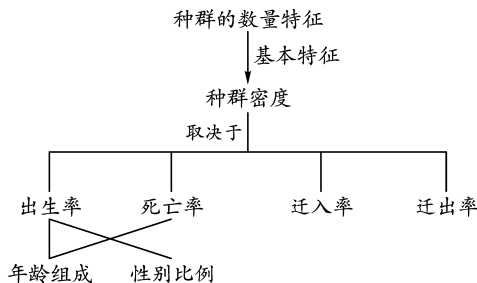 种群的数量特征
基本特征
种群密度
取决于
出生率 死亡率 迁入率 迁出率
年龄组成 性别比例